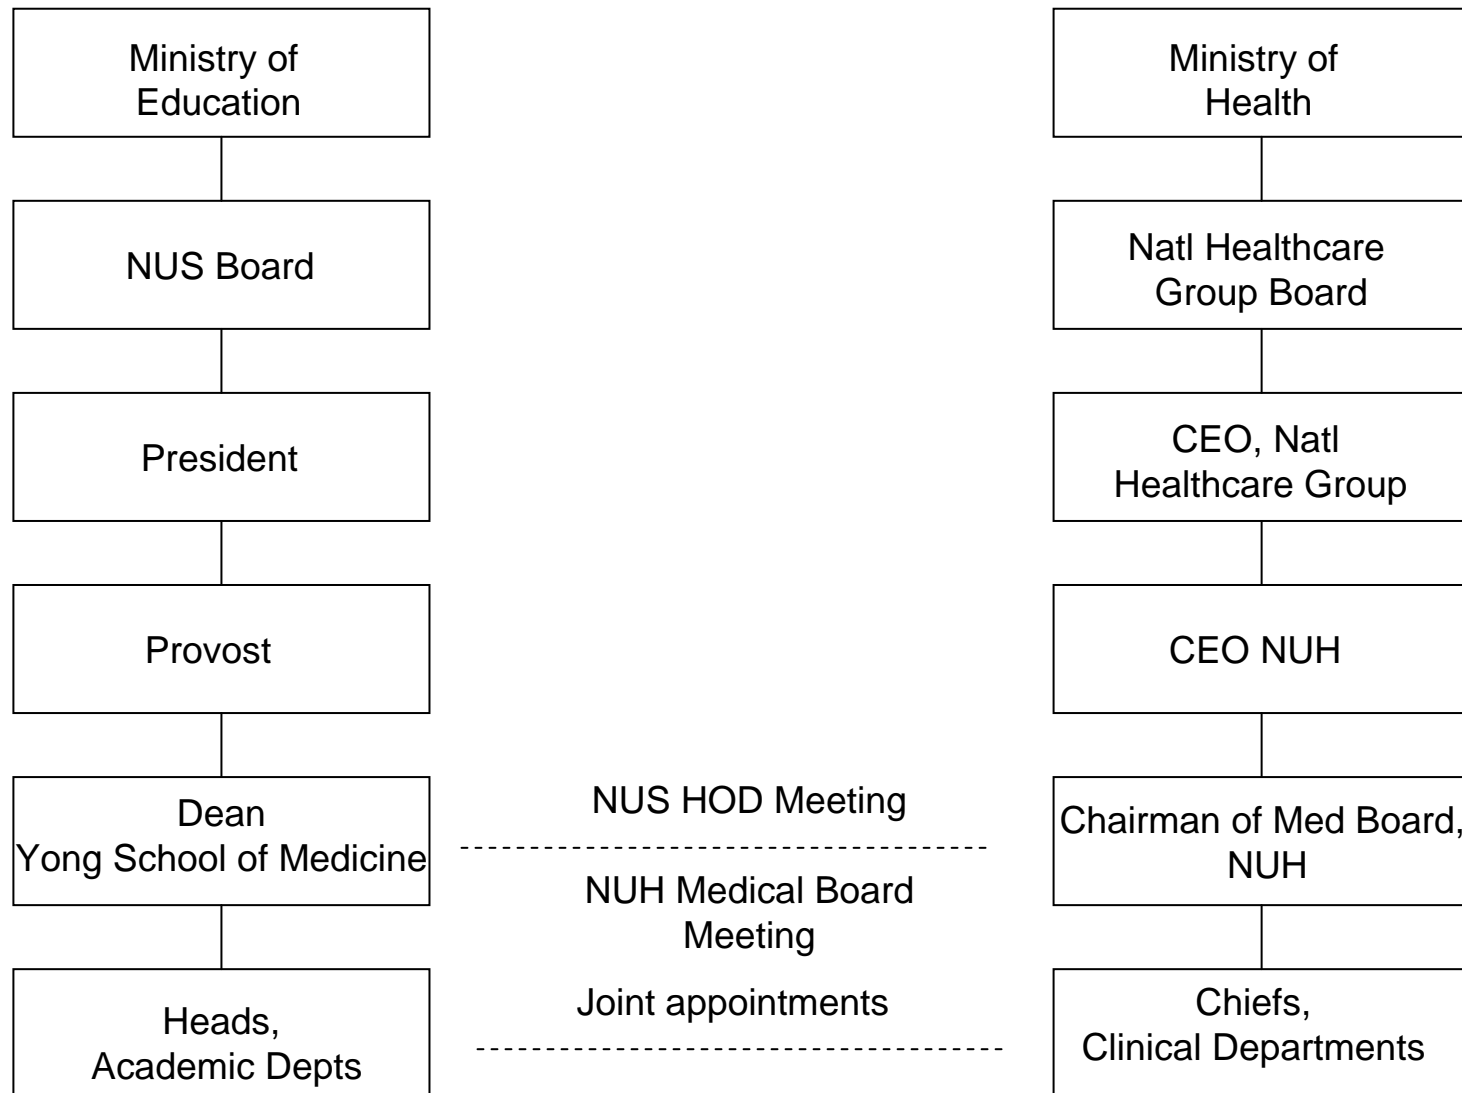 Ministry of
Education
Ministry of
Health
NUS Board
Natl Healthcare
Group Board
President
CEO, Natl
Healthcare Group
Provost
CEO NUH
Dean
Yong School of Medicine
NUS HOD Meeting
NUH Medical Board
Meeting
Chairman of Med Board,
NUH
Heads,
Academic Depts
Joint appointments
Chiefs,
Clinical Departments